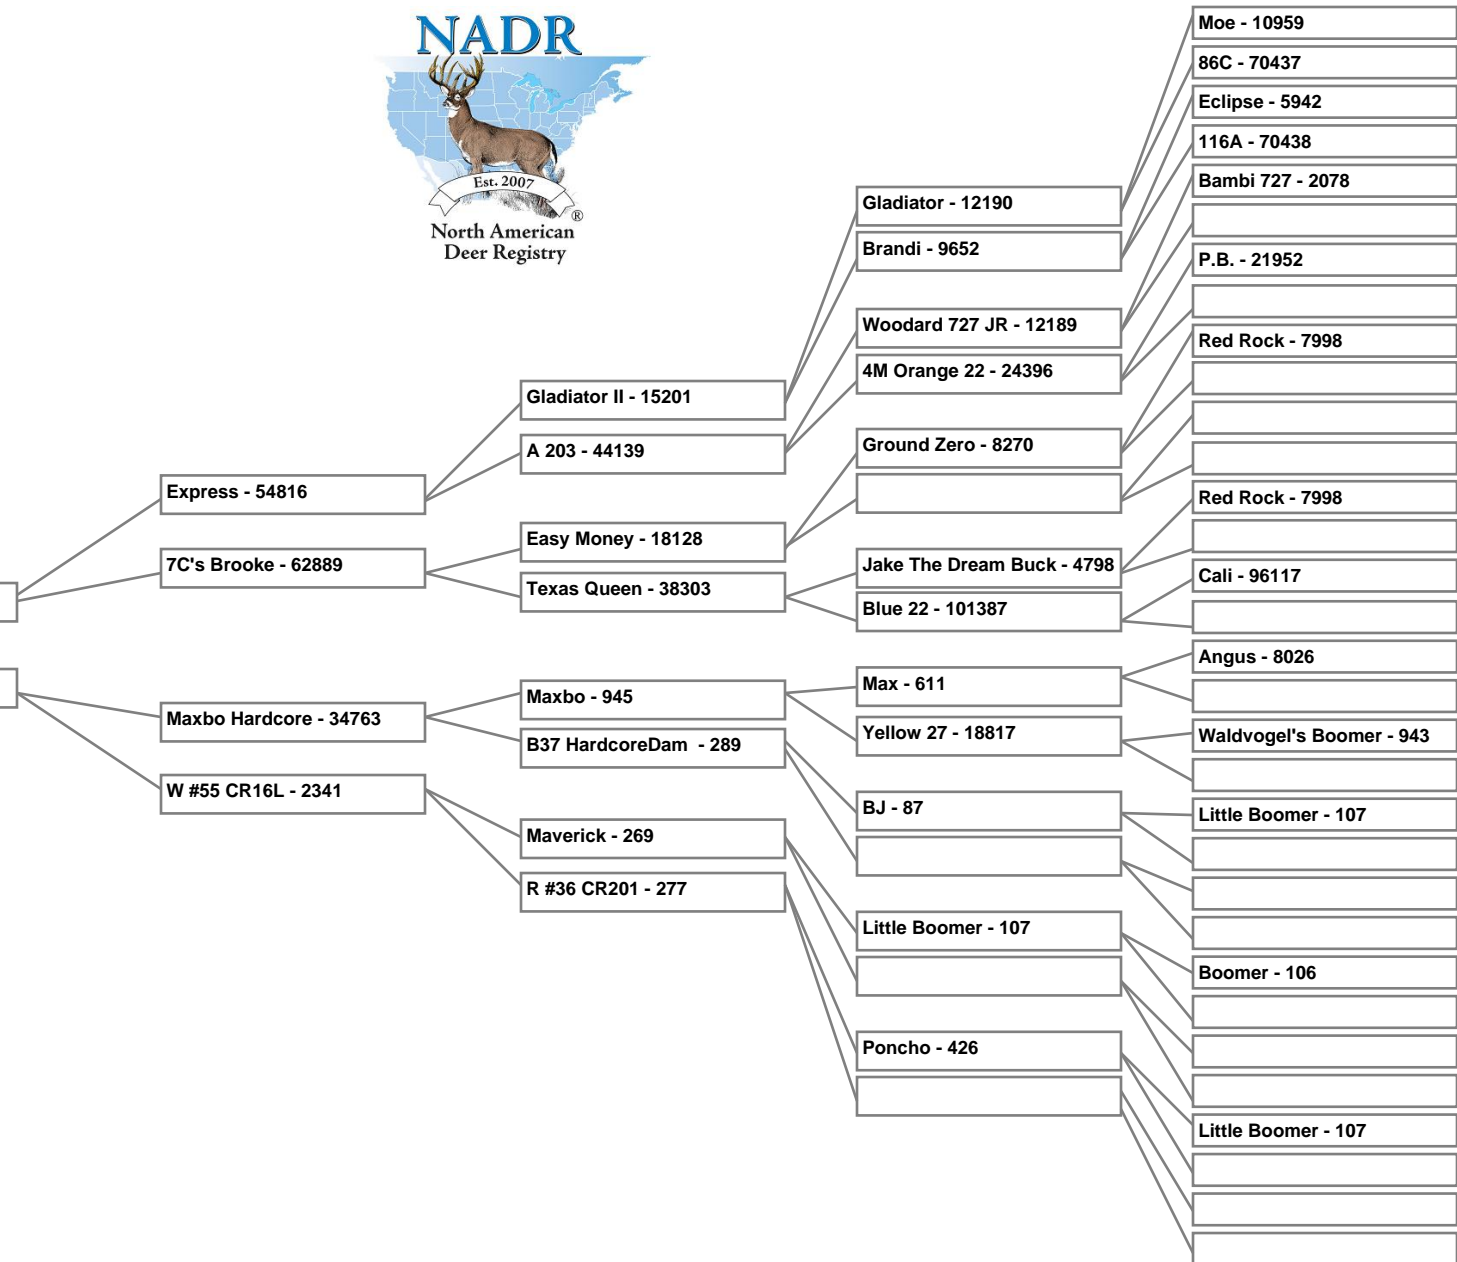 NADR
Est. 2007
®
North American
Deer Registry
Express - 54816
7C's Brooke - 62889
Maxbo Hardcore - 34763
W #55 CR16L - 2341
Gladiator II - 15201
A 203 - 44139
Easy Money - 18128
Texas Queen - 38303
Maxbo - 945
B37 HardcoreDam  - 289
Maverick - 269
R #36 CR201 - 277
Gladiator - 12190
Brandi - 9652
Woodard 727 JR - 12189
4M Orange 22 - 24396
Ground Zero - 8270
Jake The Dream Buck - 4798
Blue 22 - 101387
Max - 611
Yellow 27 - 18817
BJ - 87
Little Boomer - 107
Poncho - 426
Moe - 10959
86C - 70437
Eclipse - 5942
116A - 70438
Bambi 727 - 2078
P.B. - 21952
Red Rock - 7998
Red Rock - 7998
Cali - 96117
Angus - 8026
Waldvogel's Boomer - 943
Little Boomer - 107
Boomer - 106
Little Boomer - 107